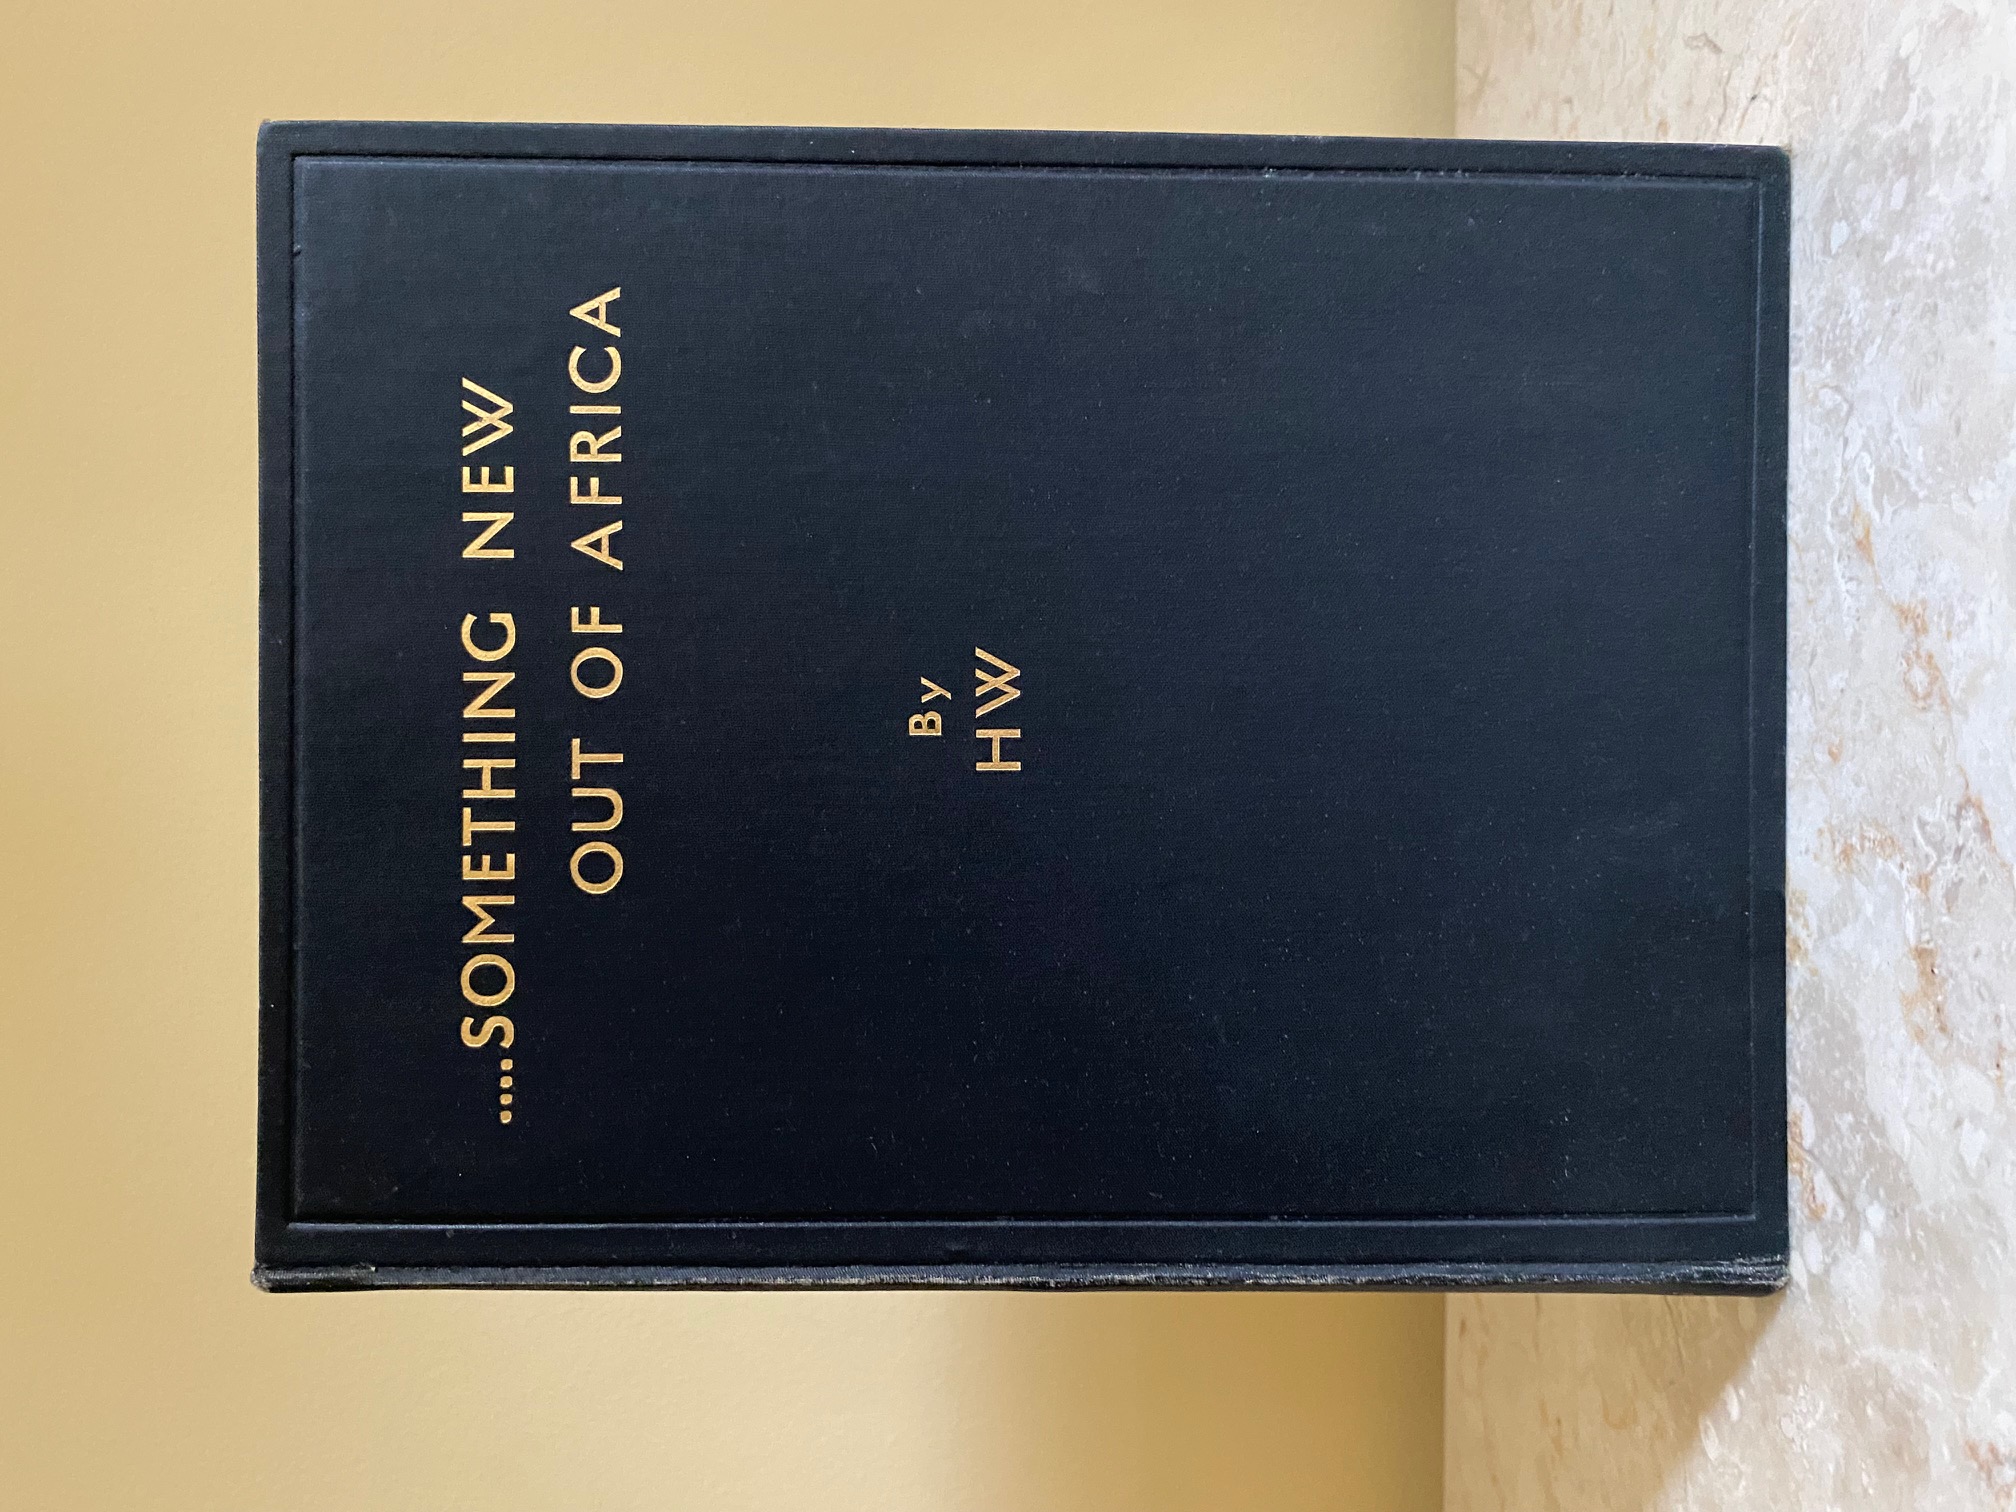 ....SOMETHING NEW
OUT OF AFRICA
By
HW